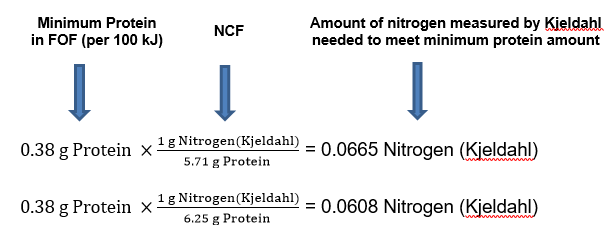 Minimum Protein
in FOF (per 100 kJ)
NCF
Amount of nitrogen measured by Kjeldahl
needed to meet minimum protein amount
0.38 g Protein × 1 g Nitrogen(Kjeldahl) / 5.71 g Protein = 0.0665 Nitrogen (Kjeldahl)
0.38 g Protein × 1 g Nitrogen(Kjeldahl) / 6.25 g Protein = 0.0608 Nitrogen (Kjeldahl)